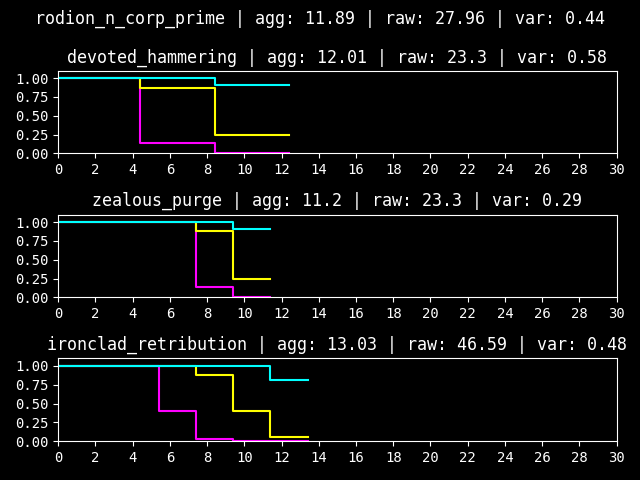 rodion_n_corp_prime | agg: 11.89 | raw: 27.96 | var: 0.44
devoted_hammering | agg: 12.01 | raw: 23.3 | var: 0.58
1.00
0.75
0.50
0.25
0.00
0 2 4 6 8 10 12 14 16 18 20 22 24 26 28 30
zealous_purge | agg: 11.2 | raw: 23.3 | var: 0.29
1.00
0.75
0.50
0.25
0.00
0 2 4 6 8 10 12 14 16 18 20 22 24 26 28 30
ironclad_retribution | agg: 13.03 | raw: 46.59 | var: 0.48
1.00
0.75
0.50
0.25
0.00
0 2 4 6 8 10 12 14 16 18 20 22 24 26 28 30